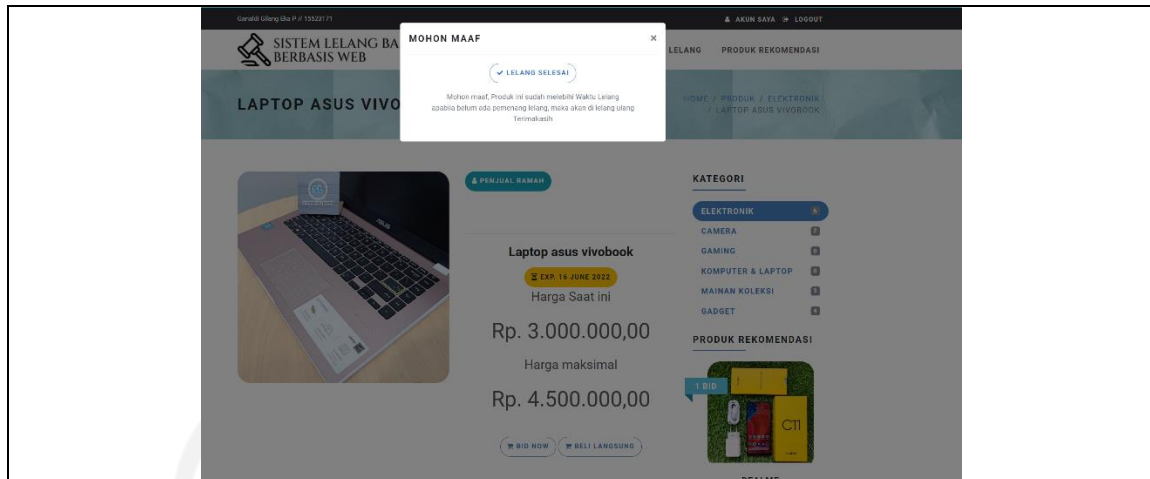 Ganaldi Gilang Eka P // 15523171
AKUN SAYA LOGOUT
SISTEM LELANG BA
BERBASIS WEB
LELANG PRODUK REKOMENDASI
MOHON MAAF ×
LELANG SELESAI
Mohon maaf, Produk ini sudah melebihi Waktu Lelang
apabila belum ada pemenang lelang, maka akan di lelang ulang
Terimakasih
LAPTOP ASUS VIVO
HOME / PRODUK / ELEKTRONIK
/ LAPTOP ASUS VIVOBOOK
PENJUAL RAMAH
Laptop asus vivobook
EXP. 16 JUNE 2022
Harga Saat ini
Rp. 3.000.000,00
Harga maksimal
Rp. 4.500.000,00
BID NOW BELI LANGSUNG
KATEGORI
ELEKTRONIK
CAMERA
GAMING
KOMPUTER & LAPTOP
MAINAN KOLEKSI
GADGET
PRODUK REKOMENDASI
1 BID
C11